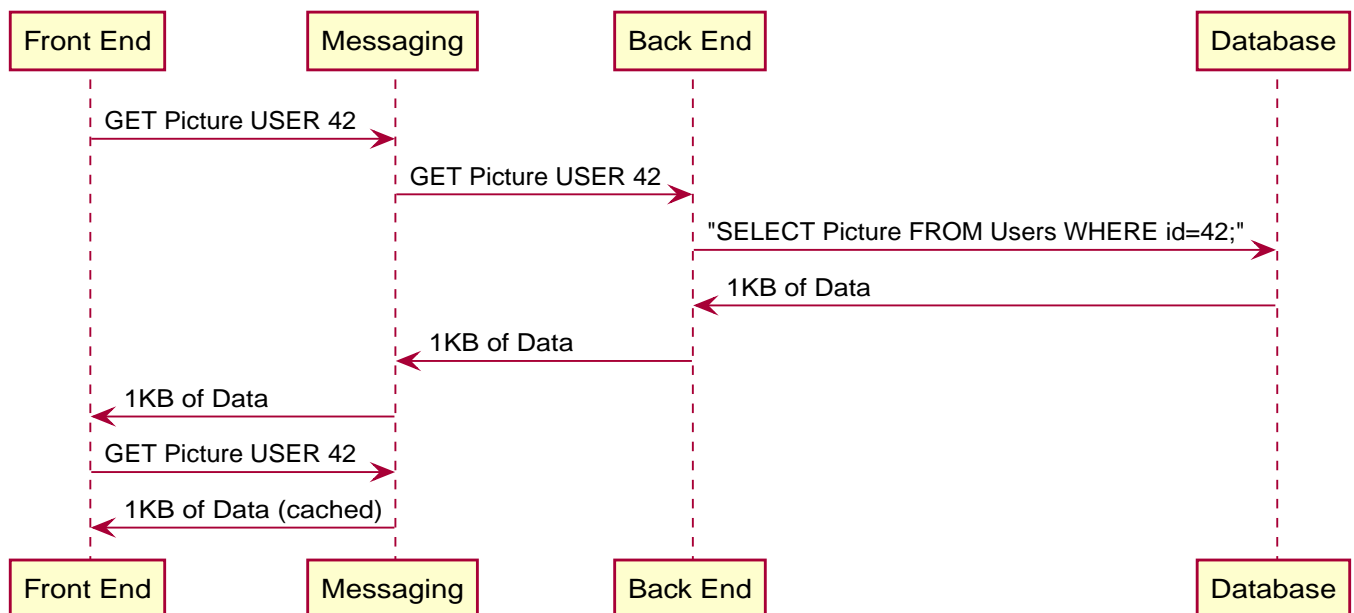 Front End
Messaging
Back End
Database
GET Picture USER 42
GET Picture USER 42
"SELECT Picture FROM Users WHERE id=42;"
1KB of Data
1KB of Data
1KB of Data
GET Picture USER 42
1KB of Data (cached)
Front End
Messaging
Back End
Database